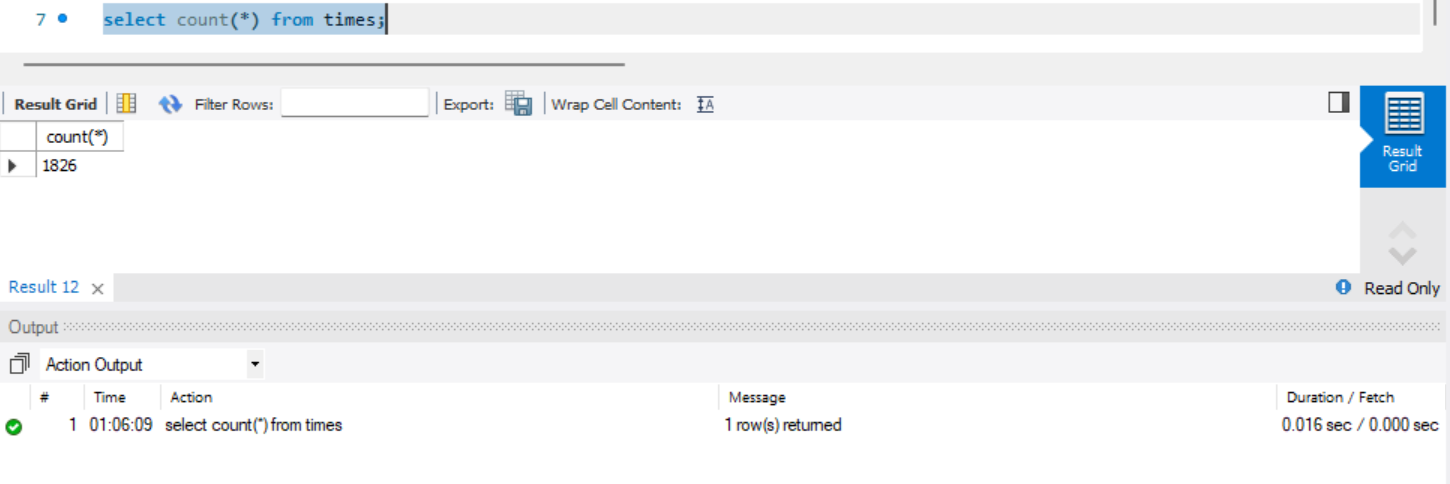 7 select count(*) from times;
Result Grid Filter Rows: Export: Wrap Cell Content:
count(*)
1826
Result Grid
Result 12 Read Only
Output
Action Output
# Time Action Message Duration / Fetch
1 01:06:09 select count(*) from times 1 row(s) returned 0.016 sec / 0.000 sec